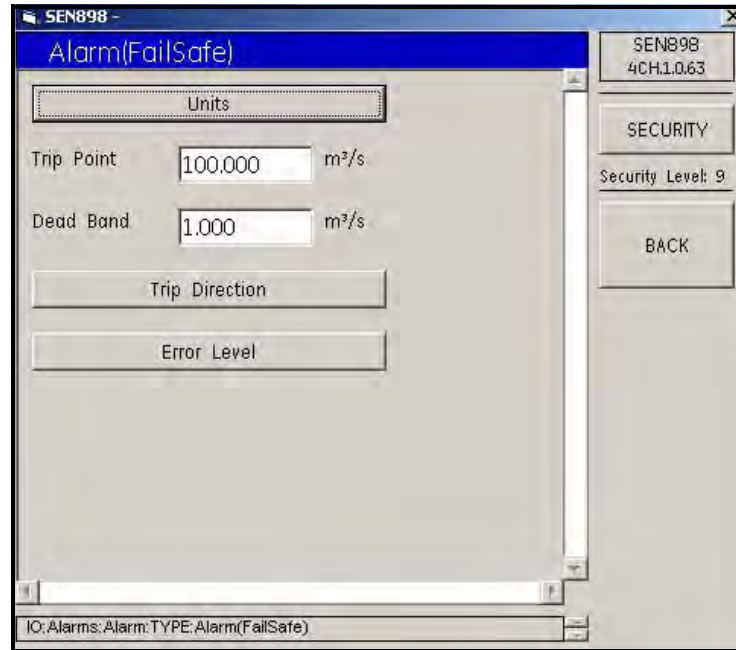 SEN898 -
Alarm(FailSafe)
Units
Trip Point 100.000 m³/s
Dead Band 1.000 m³/s
Trip Direction
Error Level
SEN898
4CH.1.0.63
SECURITY
Security Level: 9
BACK
IO:Alarms:Alarm:TYPE:Alarm(FailSafe)